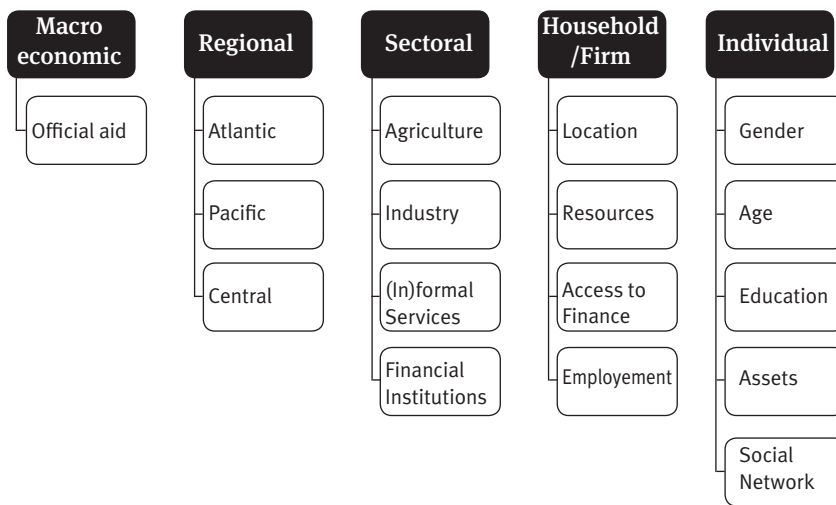 Macro
economic
Official aid
Regional
Atlantic
Pacific
Central
Sectoral
Agriculture
Industry
(In)formal
Services
Financial
Institutions
Household
/Firm
Location
Resources
Access to
Finance
Employement
Individual
Gender
Age
Education
Assets
Social
Network